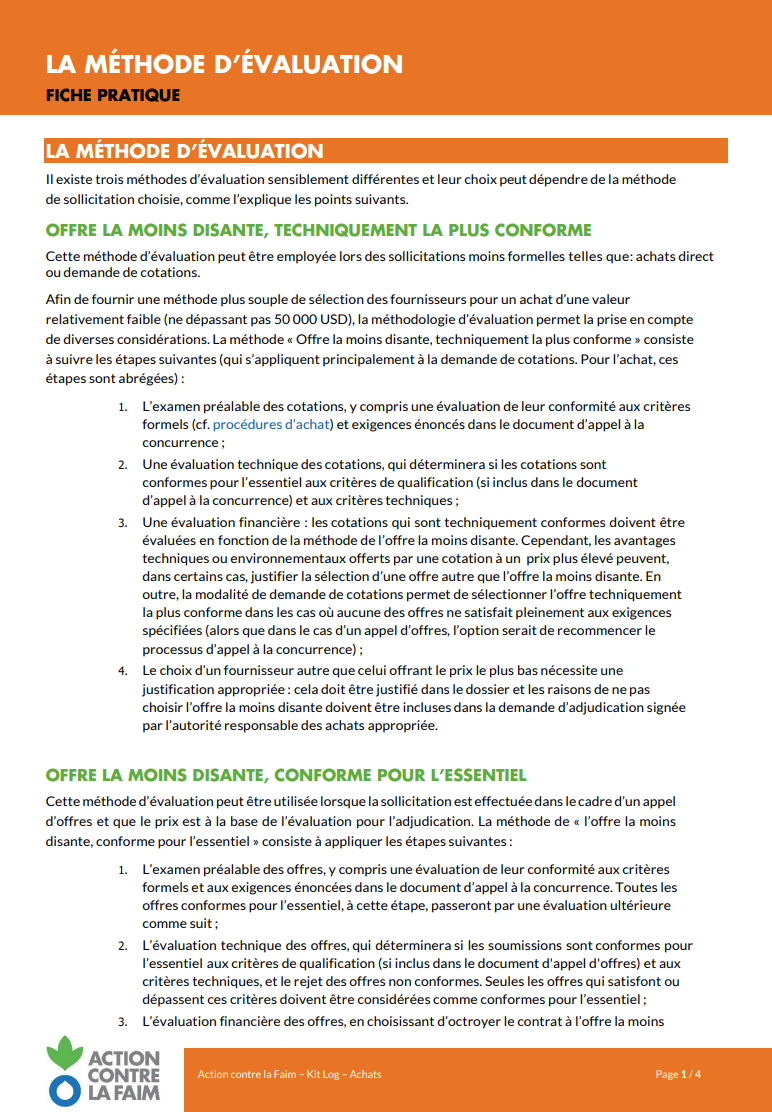 LA MÉTHODE D'ÉVALUATION
FICHE PRATIQUE
LA MÉTHODE D'ÉVALUATION
Il existe trois méthodes d'évaluation sensiblement différentes et leur choix peut dépendre de la méthode
de sollicitation choisie, comme l'explique les points suivants.
OFFRE LA MOINS DISANTE, TECHNIQUEMENT LA PLUS CONFORME
Cette méthode d'évaluation peut être employée lors des sollicitations moins formelles telles que: achats direct
ou demande de cotations.
Afin de fournir une méthode plus souple de sélection des fournisseurs pour un achat d'une valeur
relativement faible (ne dépassant pas 50 000 USD), la méthodologie d'évaluation permet la prise en compte
de diverses considérations. La méthode « Offre la moins disante, techniquement la plus conforme » consiste
à suivre les étapes suivantes (qui s'appliquent principalement à la demande de cotations. Pour l'achat, ces
étapes sont abrégées) :
1. L'examen préalable des cotations, y compris une évaluation de leur conformité aux critères
formels (cf. procédures d'achat) et exigences énoncés dans le document d'appel à la
concurrence ;
2. Une évaluation technique des cotations, qui déterminera si les cotations sont
conformes pour l'essentiel aux critères de qualification (si inclus dans le document
d'appel à la concurrence) et aux critères techniques ;
3. Une évaluation financière : les cotations qui sont techniquement conformes doivent être
évaluées en fonction de la méthode de l'offre la moins disante. Cependant, les avantages
techniques ou environnementaux offerts par une cotation à un prix plus élevé peuvent,
dans certains cas, justifier la sélection d'une offre autre que l'offre la moins disante. En
outre, la modalité de demande de cotations permet de sélectionner l'offre techniquement
la plus conforme dans les cas où aucune des offres ne satisfait pleinement aux exigences
spécifiées (alors que dans le cas d'un appel d'offres, l'option serait de recommencer le
processus d'appel à la concurrence) ;
4. Le choix d'un fournisseur autre que celui offrant le prix le plus bas nécessite une
justification appropriée : cela doit être justifié dans le dossier et les raisons de ne pas
choisir l'offre la moins disante doivent être incluses dans la demande d'adjudication signée
par l'autorité responsable des achats appropriée.
OFFRE LA MOINS DISANTE, CONFORME POUR L'ESSENTIEL
Cette méthode d'évaluation peut être utilisée lorsque la sollicitation est effectuée dans le cadre d'un appel
d'offres et que le prix est à la base de l'évaluation pour l'adjudication. La méthode de « l'offre la moins
disante, conforme pour l'essentiel » consiste à appliquer les étapes suivantes :
1. L'examen préalable des offres, y compris une évaluation de leur conformité aux critères
formels et aux exigences énoncées dans le document d'appel à la concurrence. Toutes les
offres conformes pour l'essentiel, à cette étape, passeront par une évaluation ultérieure
comme suit ;
2. L'évaluation technique des offres, qui déterminera si les soumissions sont conformes pour
l'essentiel aux critères de qualification (si inclus dans le document d'appel d'offres) et aux
critères techniques, et le rejet des offres non conformes. Seules les offres qui satisfont ou
dépassent ces critères doivent être considérées comme conformes pour l'essentiel ;
3. L'évaluation financière des offres, en choisissant d'octroyer le contrat à l'offre la moins
ACTION
CONTRE
LA FAIM
Action contre la Faim – Kit Log – Achats
Page 1 / 4